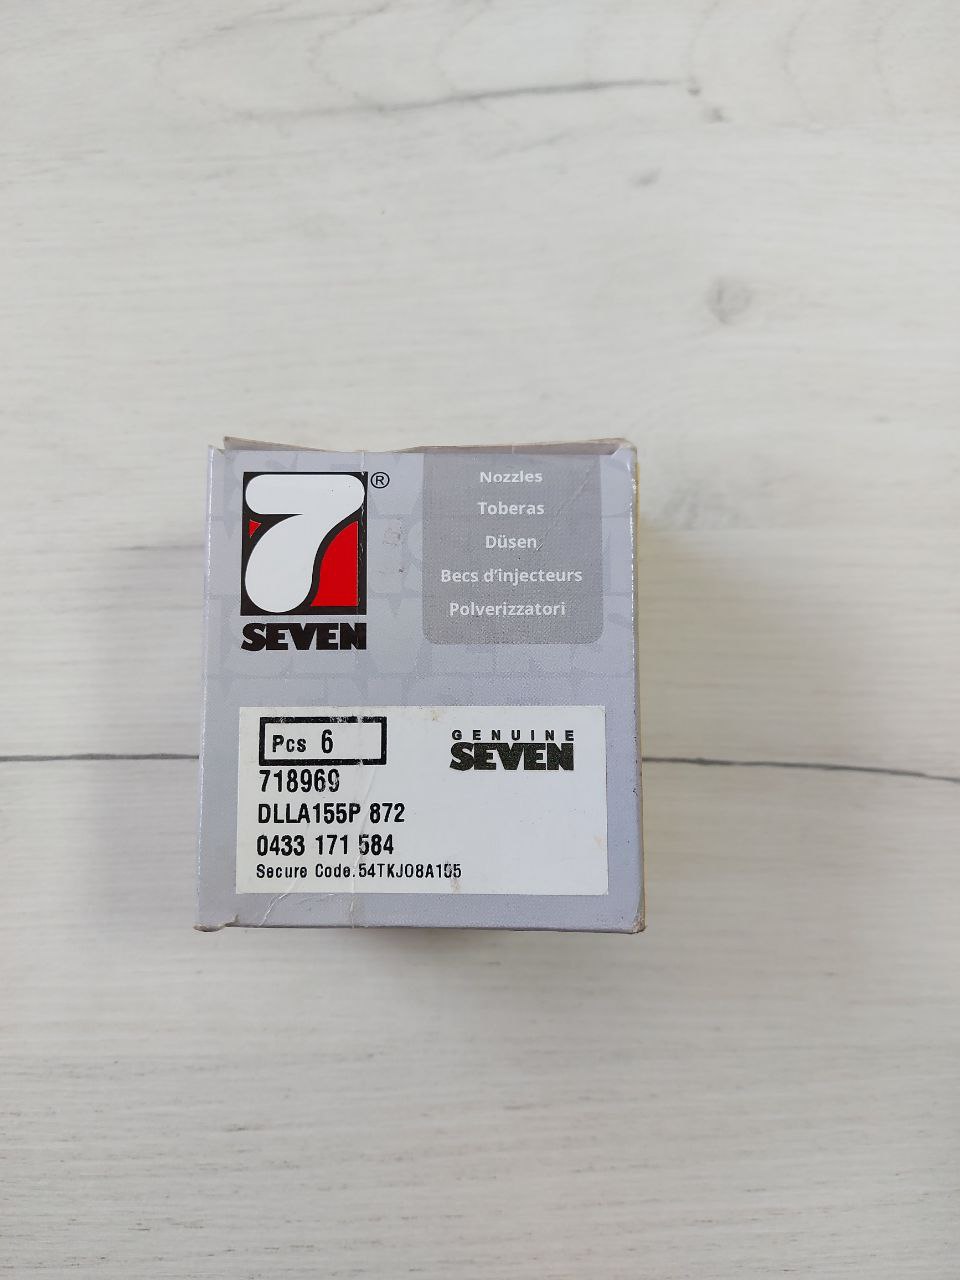 7®
SEVEN
Nozzles
Toberas
Düsen
Becs d'injecteurs
Polverizzatori
Pcs 6
GENUINE
SEVEN
718969
DLLA155P 872
0433 171 584
Secure Code.54TKJO8A155